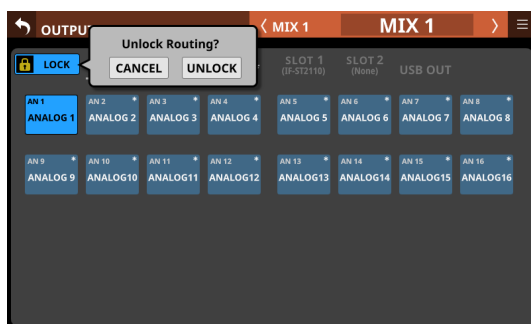 OUTPU
MIX 1
MIX 1
Unlock Routing?
CANCEL
UNLOCK
LOCK
SLOT 1
(IF-ST2110)
SLOT 2
(None)
USB OUT
AN 1
ANALOG 1
AN 2 *
ANALOG 2
AN 3 *
ANALOG 3
AN 4 *
ANALOG 4
AN 5 *
ANALOG 5
AN 6 *
ANALOG 6
AN 7 *
ANALOG 7
AN 8 *
ANALOG 8
AN 9 *
ANALOG 9
AN 10 *
ANALOG10
AN 11 *
ANALOG11
AN 12 *
ANALOG12
AN 13 *
ANALOG13
AN 14 *
ANALOG14
AN 15 *
ANALOG15
AN 16 *
ANALOG16